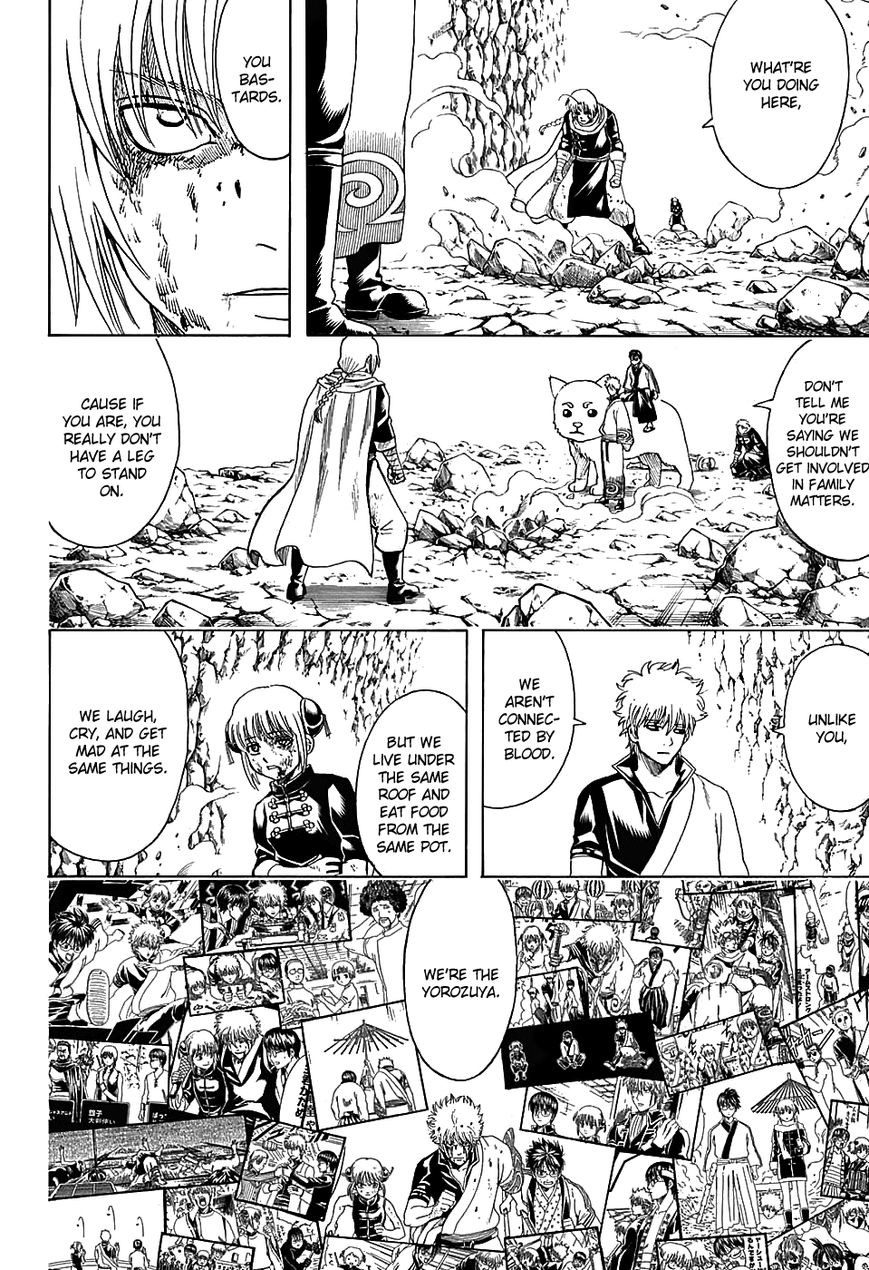 WHAT'RE
YOU DOING
HERE,
YOU
BAS-
TARDS.
DON'T
TELL ME
YOU'RE
SAYING WE
SHOULDN'T
GET INVOLVED
IN FAMILY
MATTERS.
CAUSE IF
YOU ARE, YOU
REALLY DON'T
HAVE A LEG
TO STAND
ON.
UNLIKE
YOU,
WE
AREN'T
CONNEC-
TED BY
BLOOD.
BUT WE
LIVE UNDER
THE SAME
ROOF AND
EAT FOOD
FROM THE
SAME POT.
WE LAUGH,
CRY, AND GET
MAD AT THE
SAME THINGS.
WE'RE THE
YOROZUYA.